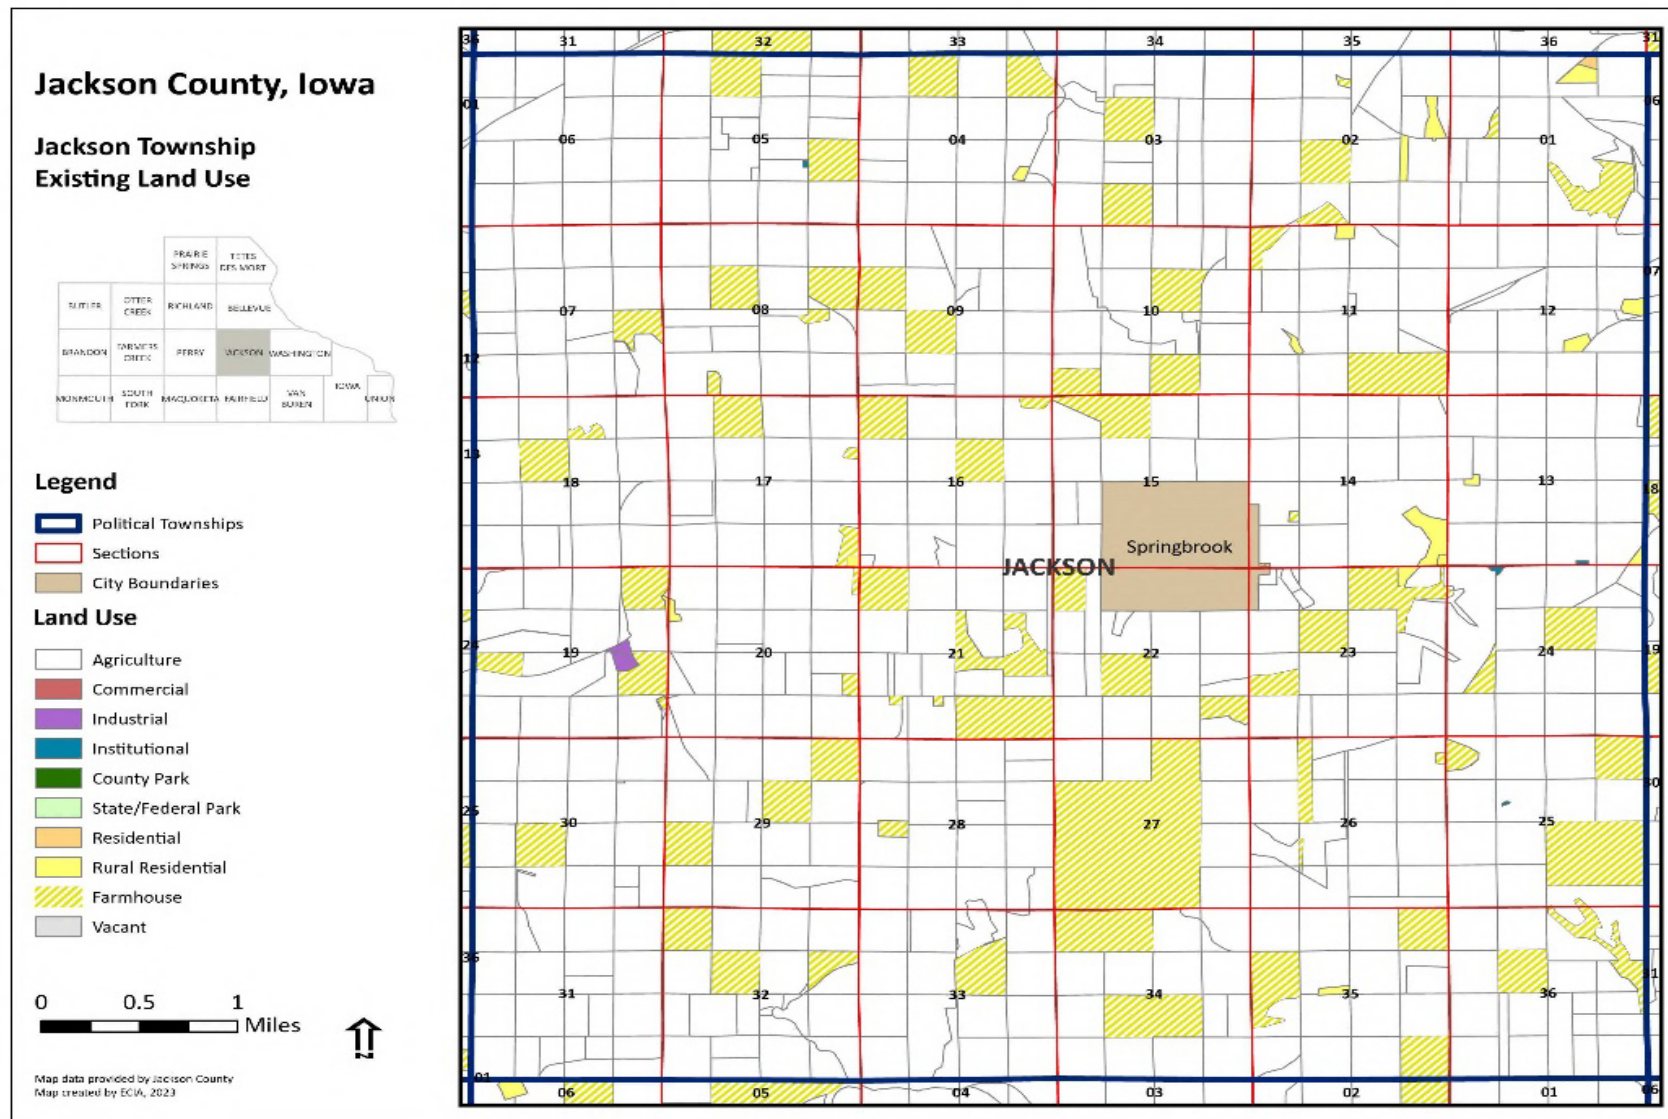 Jackson County, Iowa
Jackson Township
Existing Land Use
PRAIRIE
SPRINGS
TETES
DES MORT
BUTLER
OTTER
CREEK
RICHLAND
BELLEVUE
BRANDON
FARMERS
CREEK
PERRY
JACKSON
WASHINGTON
MONMOUTH
SOUTH
FORK
MAQUOKETA
FAIRFIELD
VAN
BUREN
IOWA
UNION
Legend
Political Townships
Sections
City Boundaries
Land Use
Agriculture
Commercial
Industrial
Institutional
County Park
State/Federal Park
Residential
Rural Residential
Farmhouse
Vacant
0 0.5 1
Miles
N
Map data provided by Jackson County
Map created by ECIA, 2023
36 31 32 33 34 35 36 31
01 06 05 04 03 02 01 06
12 07 08 09 10 11 12 07
13 18 17 16 15 14 13 18
Springbrook
JACKSON
24 19 20 21 22 23 24 19
25 30 29 28 27 26 25 30
36 31 32 33 34 35 36 31
01 06 05 04 03 02 01 06